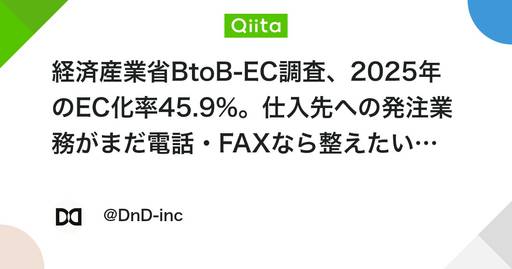 Qiita
経済産業省BtoB-EC調査、2025年
のEC化率45.9%。仕入先への発注業
務がまだ電話・FAXなら整えたい…
@DnD-inc